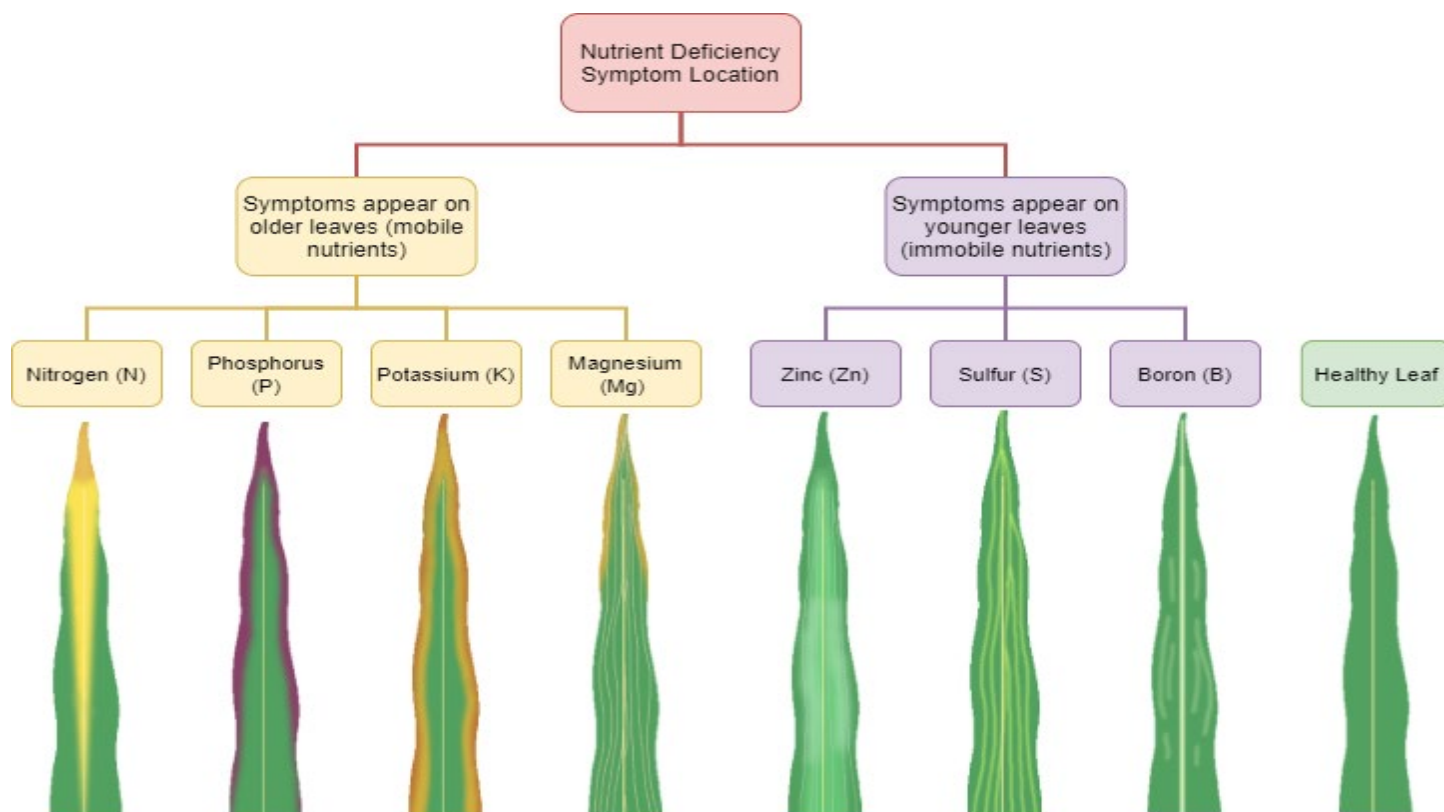 Nutrient Deficiency
Symptom Location
Symptoms appear on
older leaves (mobile
nutrients)
Symptoms appear on
younger leaves
(immobile nutrients)
Nitrogen (N)
Phosphorus
(P)
Potassium (K)
Magnesium
(Mg)
Zinc (Zn)
Sulfur (S)
Boron (B)
Healthy Leaf